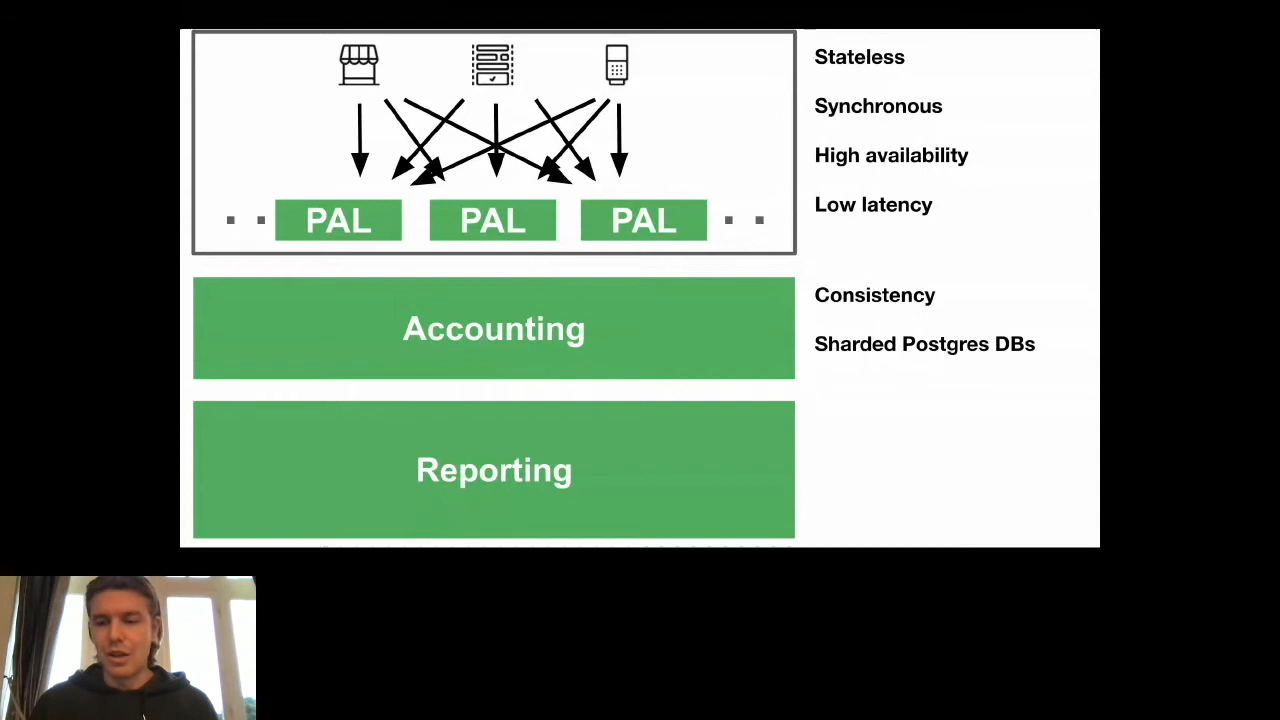 Stateless
Synchronous
High availability
Low latency
PAL
PAL
PAL
Accounting
Consistency
Sharded Postgres DBs
Reporting